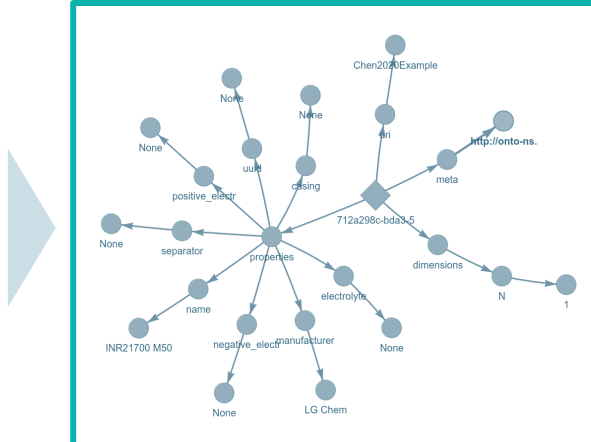 Chen2020Example
None
None
uri
http://onto-ns.
None
uuid
casing
meta
positive_electr
712a298c-bda3-5
None
separator
properties
dimensions
name
electrolyte
N
1
INR21700 M50
negative_electr
manufacturer
None
None
LG Chem